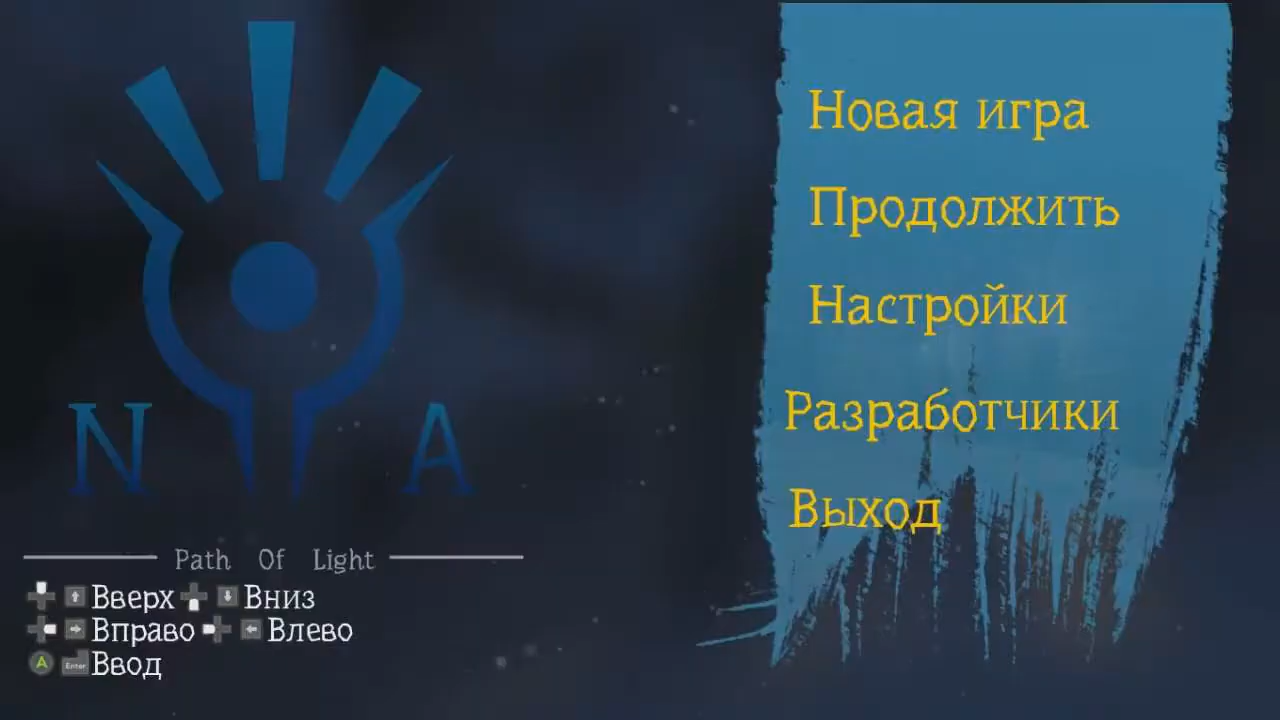 N A
Path Of Light
Вверх Вниз
Вправо Влево
A Enter Ввод
Новая игра
Продолжить
Настройки
Разработчики
Выход